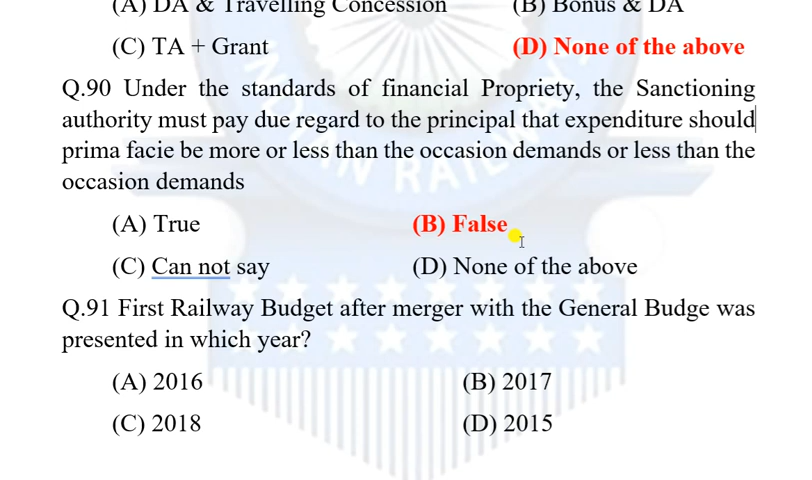 (A) DA & Travelling Concession (B) Bonus & DA
(C) TA + Grant (D) None of the above
Q.90 Under the standards of financial Propriety, the Sanctioning
authority must pay due regard to the principal that expenditure should
prima facie be more or less than the occasion demands or less than the
occasion demands
(A) True (B) False
(C) Can not say (D) None of the above
Q.91 First Railway Budget after merger with the General Budge was
presented in which year?
(A) 2016 (B) 2017
(C) 2018 (D) 2015